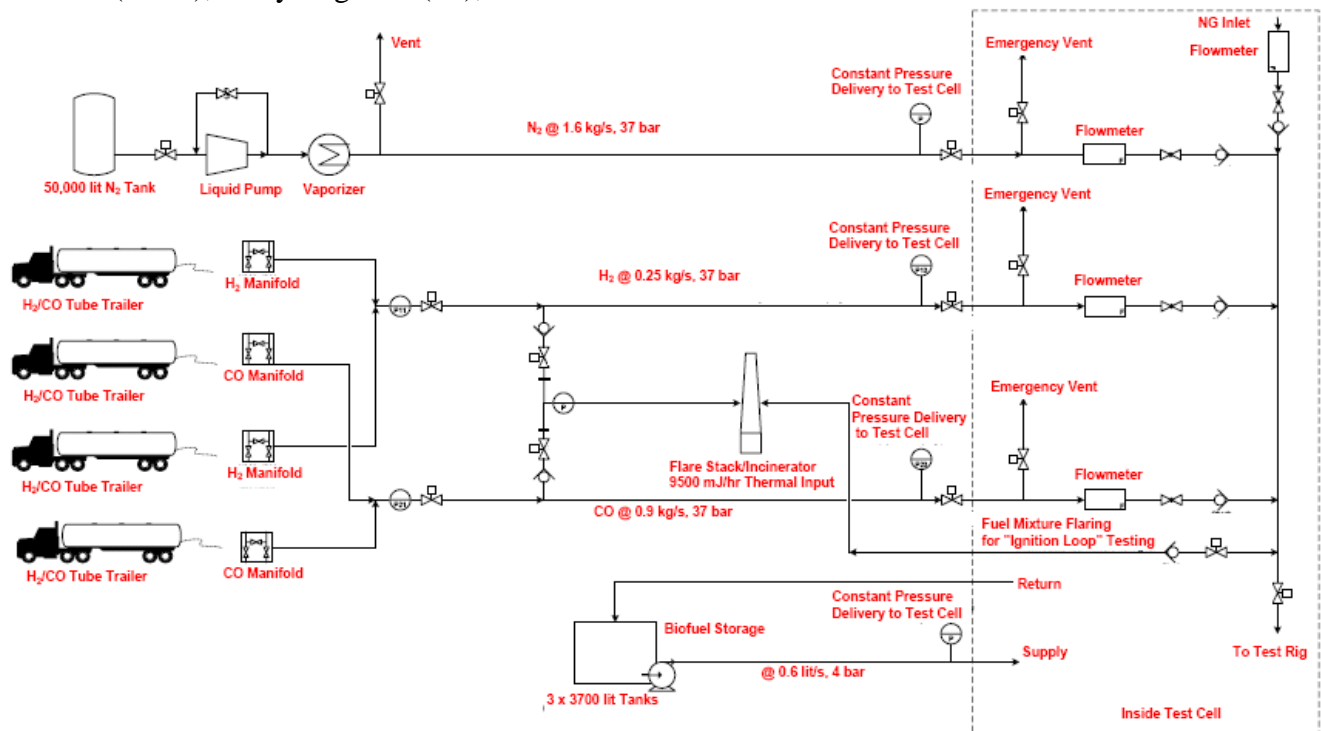 NG Inlet
Flowmeter
Vent
Emergency Vent
Constant Pressure
Delivery to Test Cell
P
N₂ @ 1.6 kg/s, 37 bar
Flowmeter
50,000 lit N₂ Tank
Liquid Pump
Vaporizer
Emergency Vent
Constant Pressure
Delivery to Test Cell
H₂/CO Tube Trailer
H₂ Manifold
H₂ @ 0.25 kg/s, 37 bar
Flowmeter
P11
H₂/CO Tube Trailer
CO Manifold
Emergency Vent
Constant
Pressure Delivery
to Test Cell
P
H₂/CO Tube Trailer
H₂ Manifold
Flare Stack/Incinerator
9500 mJ/hr Thermal Input
Flowmeter
P21
CO @ 0.9 kg/s, 37 bar
Fuel Mixture Flaring
for "Ignition Loop" Testing
H₂/CO Tube Trailer
CO Manifold
Return
Constant Pressure
Delivery to Test Cell
P
Biofuel Storage
Supply
To Test Rig
@ 0.6 lit/s, 4 bar
3 x 3700 lit Tanks
Inside Test Cell